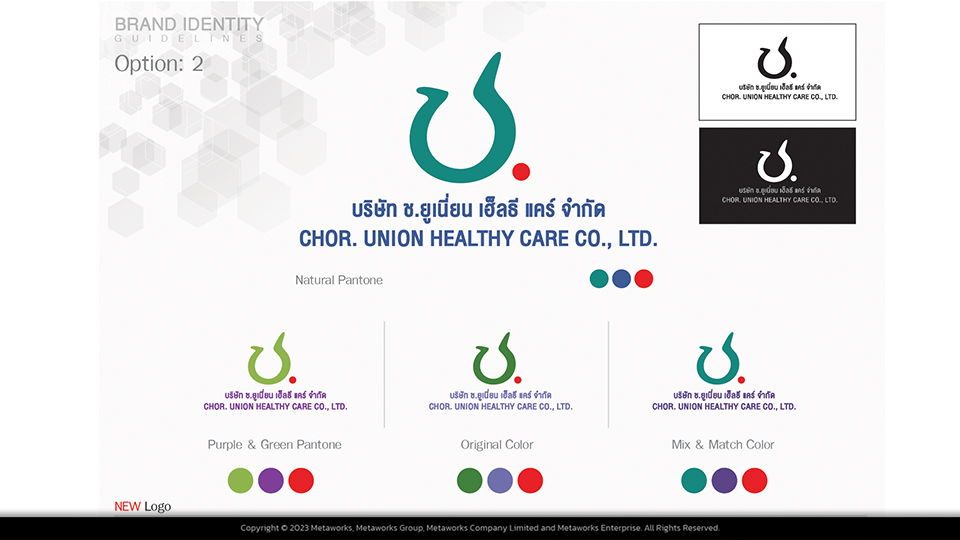 BRAND IDENTITY
GUIDELINES
Option: 2
ช.
บริษัท ช.ยูเนี่ยน เฮ็ลธี แคร์ จำกัด
CHOR. UNION HEALTHY CARE CO., LTD.
ช.
บริษัท ช.ยูเนี่ยน เฮ็ลธี แคร์ จำกัด
CHOR. UNION HEALTHY CARE CO., LTD.
ช.
บริษัท ช.ยูเนี่ยน เฮ็ลธี แคร์ จำกัด
CHOR. UNION HEALTHY CARE CO., LTD.
Natural Pantone
ช.
บริษัท ช.ยูเนี่ยน เฮ็ลธี แคร์ จำกัด
CHOR. UNION HEALTHY CARE CO., LTD.
Purple & Green Pantone
ช.
บริษัท ช.ยูเนี่ยน เฮ็ลธี แคร์ จำกัด
CHOR. UNION HEALTHY CARE CO., LTD.
Original Color
ช.
บริษัท ช.ยูเนี่ยน เฮ็ลธี แคร์ จำกัด
CHOR. UNION HEALTHY CARE CO., LTD.
Mix & Match Color
NEW Logo
Copyright © 2023 Metaworks, Metaworks Group, Metaworks Company Limited and Metaworks Enterprise. All Rights Reserved.